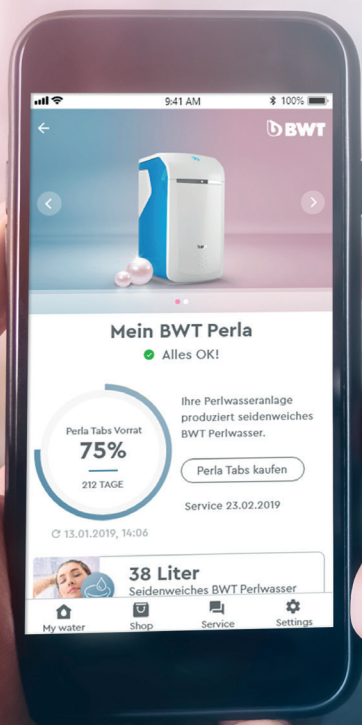 9:41 AM
100%
BWT
Mein BWT Perla
Alles OK!
Perla Tabs Vorrat
75%
212 TAGE
Ihre Perlwasseranlage
produziert seidenweiches
BWT Perlwasser.
Perla Tabs kaufen
Service 23.02.2019
13.01.2019, 14:06
38 Liter
Seidenweiches BWT Perlwasser
My water
Shop
Service
Settings